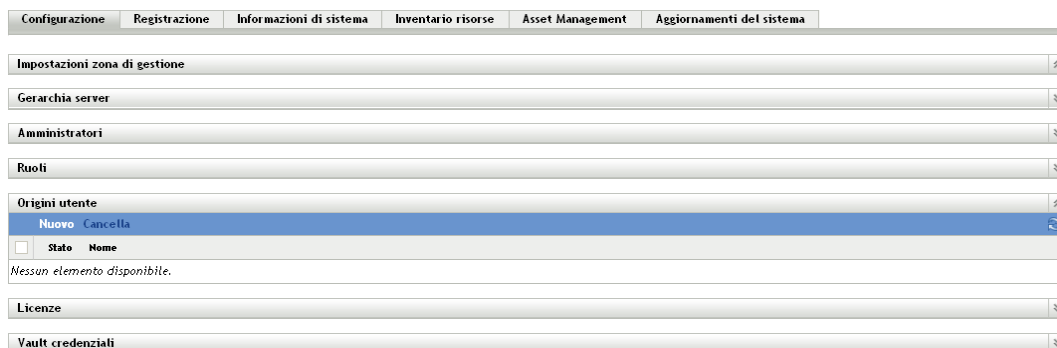 Configurazione Registrazione Informazioni di sistema Inventario risorse Asset Management Aggiornamenti del sistema
Impostazioni zona di gestione
Gerarchia server
Amministratori
Ruoli
Origini utente
Nuovo Cancella
Stato Nome
Nessun elemento disponibile.
Licenze
Vault credenziali